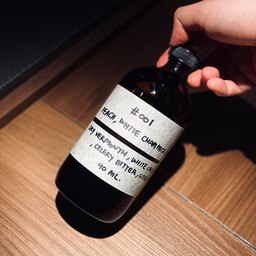 #001
PEACH, WHITE
DRY VERMOUTH, WHITE
, CELERY BITTER,
90 ML.